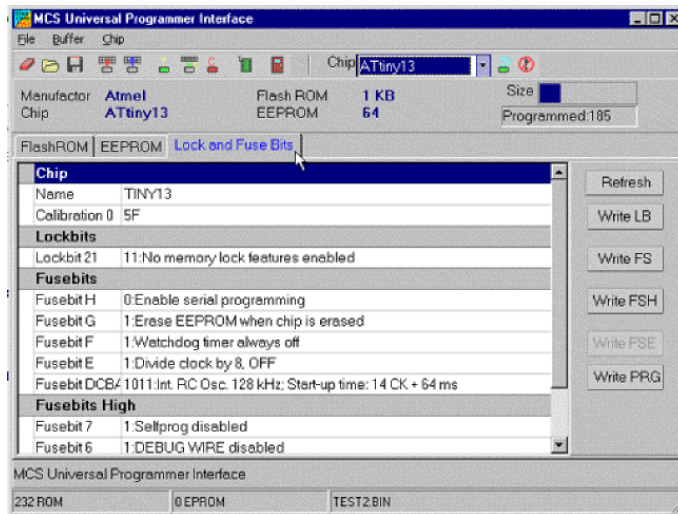 MCS Universal Programmer Interface
File Buffer Chip
Chip ATtiny13
Manufactor Atmel Flash ROM 1 KB Size
Chip ATtiny13 EEPROM 64 Programmed:185
FlashROM EEPROM Lock and Fuse Bits
Chip
Name TINY13
Calibration 0 5F
Lockbits
Lockbit 21 11:No memory lock features enabled
Fusebits
Fusebit H 0:Enable serial programming
Fusebit G 1:Erase EEPROM when chip is erased
Fusebit F 1:Watchdog timer always off
Fusebit E 1:Divide clock by 8, OFF
Fusebit DCBA 1011:Int. RC Osc. 128 kHz; Start-up time: 14 CK + 64 ms
Fusebits High
Fusebit 7 1:Selfprog disabled
Fusebit 6 1:DEBUG WIRE disabled
Refresh
Write LB
Write FS
Write FSH
Write FSE
Write PRG
MCS Universal Programmer Interface
232 ROM 0 EPROM TEST2.BIN